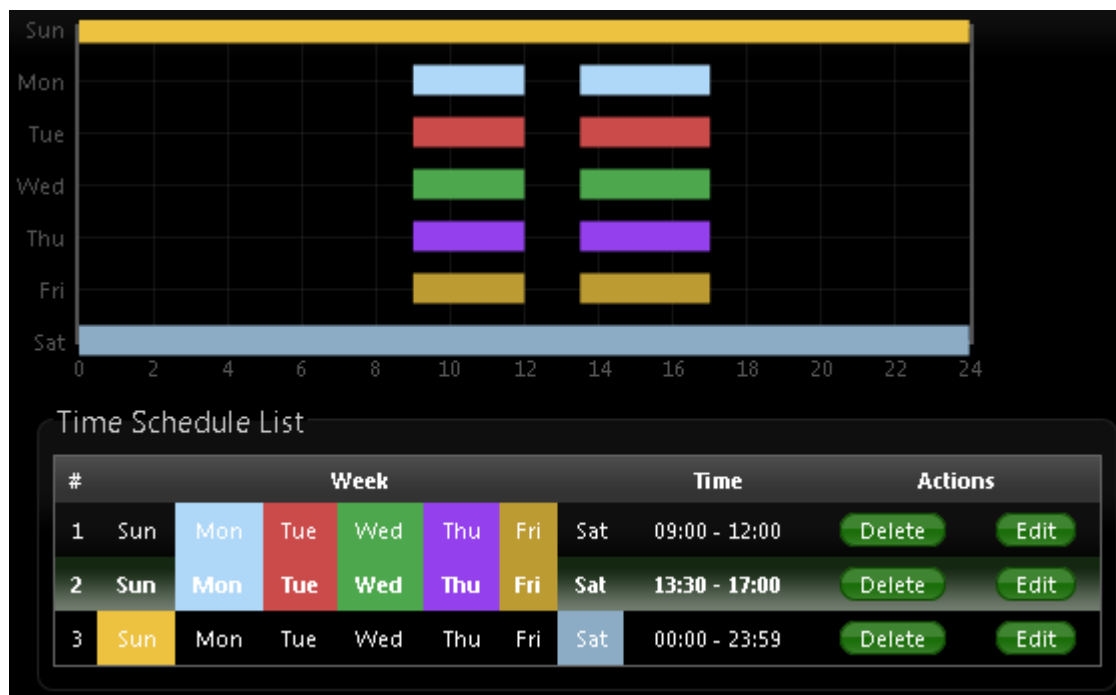 Sun
Mon
Tue
Wed
Thu
Fri
Sat
0 2 4 6 8 10 12 14 16 18 20 22 24
Time Schedule List
# Week Time Actions
1 Sun Mon Tue Wed Thu Fri Sat 09:00 - 12:00 Delete Edit
2 Sun Mon Tue Wed Thu Fri Sat 13:30 - 17:00 Delete Edit
3 Sun Mon Tue Wed Thu Fri Sat 00:00 - 23:59 Delete Edit